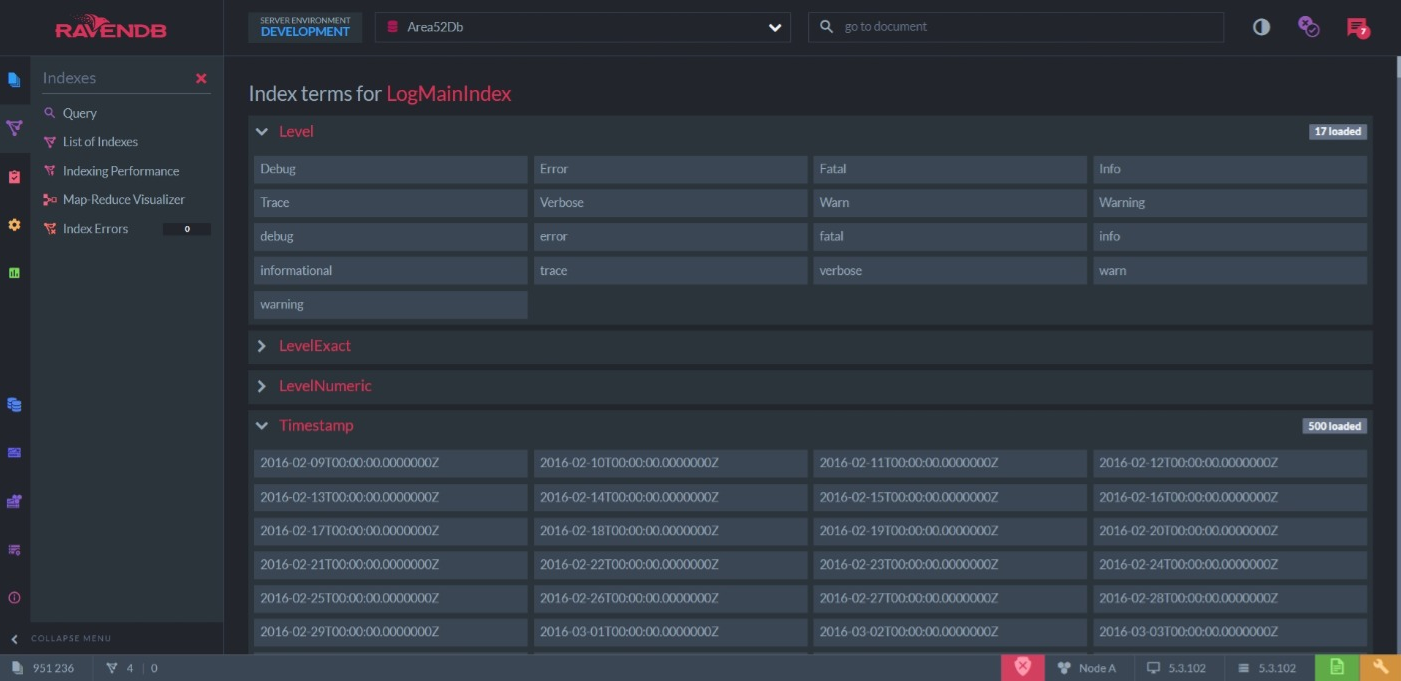 RAVENDB
SERVER ENVIRONMENT
DEVELOPMENT
Area52Db
go to document
7
Indexes
Query
List of Indexes
Indexing Performance
Map-Reduce Visualizer
Index Errors 0
COLLAPSE MENU
Index terms for LogMainIndex
Level 17 loaded
Debug Error Fatal Info
Trace Verbose Warn Warning
debug error fatal info
informational trace verbose warn
warning
LevelExact
LevelNumeric
Timestamp 500 loaded
2016-02-09T00:00:00.0000000Z 2016-02-10T00:00:00.0000000Z 2016-02-11T00:00:00.0000000Z 2016-02-12T00:00:00.0000000Z
2016-02-13T00:00:00.0000000Z 2016-02-14T00:00:00.0000000Z 2016-02-15T00:00:00.0000000Z 2016-02-16T00:00:00.0000000Z
2016-02-17T00:00:00.0000000Z 2016-02-18T00:00:00.0000000Z 2016-02-19T00:00:00.0000000Z 2016-02-20T00:00:00.0000000Z
2016-02-21T00:00:00.0000000Z 2016-02-22T00:00:00.0000000Z 2016-02-23T00:00:00.0000000Z 2016-02-24T00:00:00.0000000Z
2016-02-25T00:00:00.0000000Z 2016-02-26T00:00:00.0000000Z 2016-02-27T00:00:00.0000000Z 2016-02-28T00:00:00.0000000Z
2016-02-29T00:00:00.0000000Z 2016-03-01T00:00:00.0000000Z 2016-03-02T00:00:00.0000000Z 2016-03-03T00:00:00.0000000Z
951 236 4 0 Node A 5.3.102 5.3.102